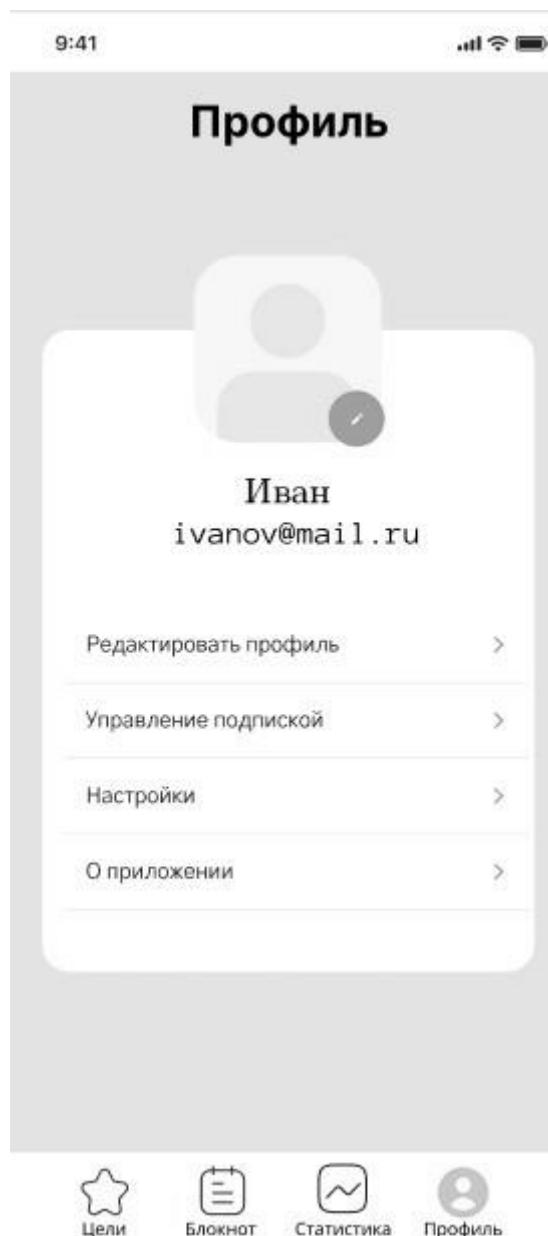 9:41
Профиль
Иван
ivanov@mail.ru
Редактировать профиль
Управление подпиской
Настройки
О приложении
Цели Блокнот Статистика Профиль